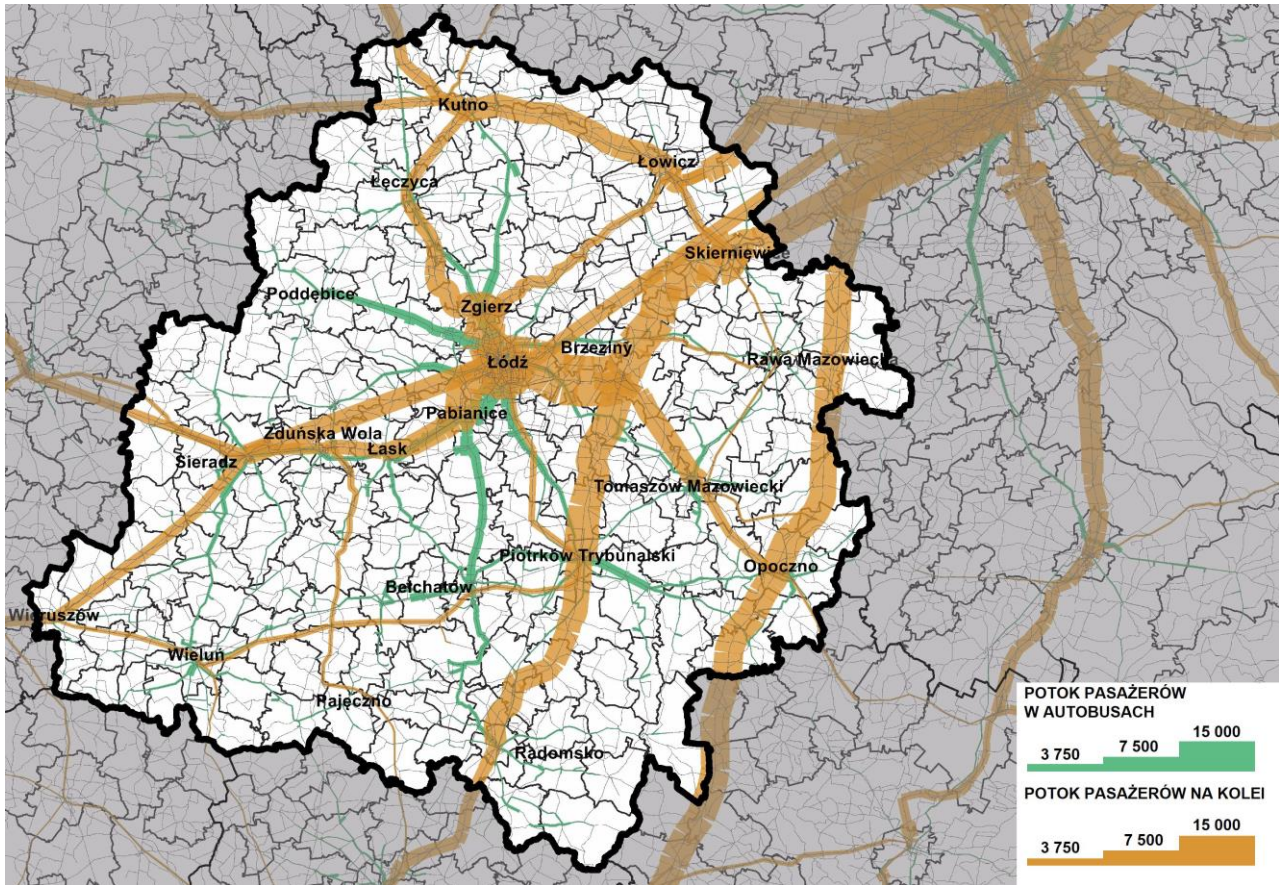 Kutno
Łowicz
Łęczyca
Skierniewice
Poddębice
Zgierz
Brzeziny
Łódź
Rawa Mazowiecka
Pabianice
Zduńska Wola
Łask
Sieradz
Tomaszów Mazowiecki
Piotrków Trybunalski
Opoczno
Bełchatów
Wieruszów
Wieluń
Pajęczno
Radomsko
POTOK PASAŻERÓW
W AUTOBUSACH
3 750 7 500 15 000
POTOK PASAŻERÓW NA KOLEI
3 750 7 500 15 000